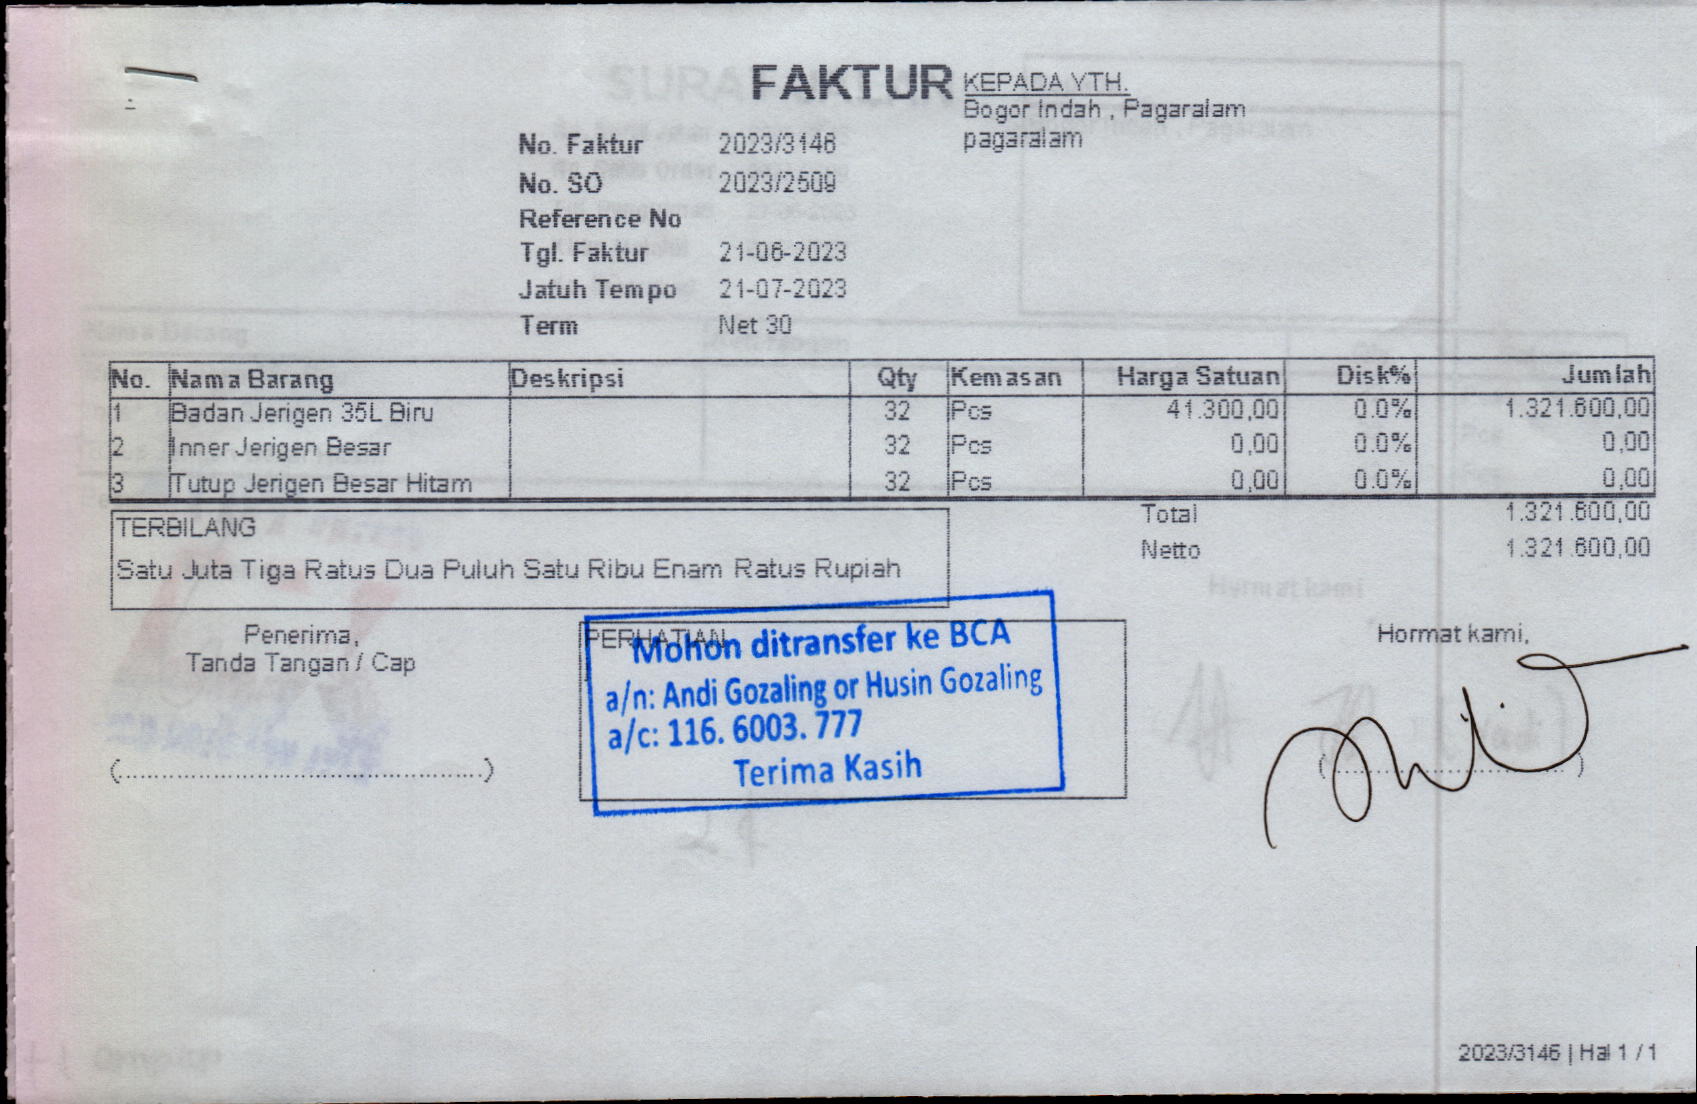 FAKTUR
KEPADA YTH.
Bogor Indah , Pagaralam
pagaralam
No. Faktur 2023/3146
No. SO 2023/2509
Reference No
Tgl. Faktur 21-06-2023
Jatuh Tempo 21-07-2023
Term Net 30
No. Nama Barang Deskripsi Qty Kemasan Harga Satuan Disk% Jumlah
1 Badan Jerigen 35L Biru 32 Pcs 41.300,00 0.0% 1.321.600,00
2 Inner Jerigen Besar 32 Pcs 0,00 0.0% 0,00
3 Tutup Jerigen Besar Hitam 32 Pcs 0,00 0.0% 0,00
Total 1.321.600,00
Netto 1.321.600,00
TERBILANG
Satu Juta Tiga Ratus Dua Puluh Satu Ribu Enam Ratus Rupiah
Penerima,
Tanda Tangan / Cap
(................................................)
PERHATIAN
Mohon ditransfer ke BCA
a/n: Andi Gozaling or Husin Gozaling
a/c: 116. 6003. 777
Terima Kasih
Hormat kami,
(................................)
2023/3146 | Hal 1 / 1